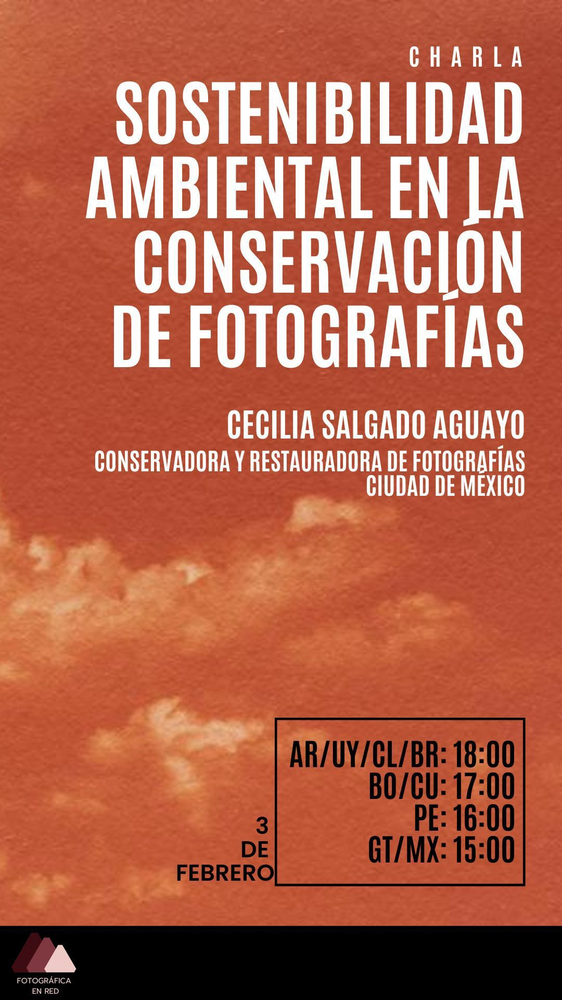 CHARLA
SOSTENIBILIDAD
AMBIENTAL EN LA
CONSERVACIÓN
DE FOTOGRAFÍAS
CECILIA SALGADO AGUAYO
CONSERVADORA Y RESTAURADORA DE FOTOGRAFÍAS
CIUDAD DE MÉXICO
AR/UY/CL/BR: 18:00
BO/CU: 17:00
PE: 16:00
GT/MX: 15:00
3
DE
FEBRERO
FOTOGRÁFICA
EN RED